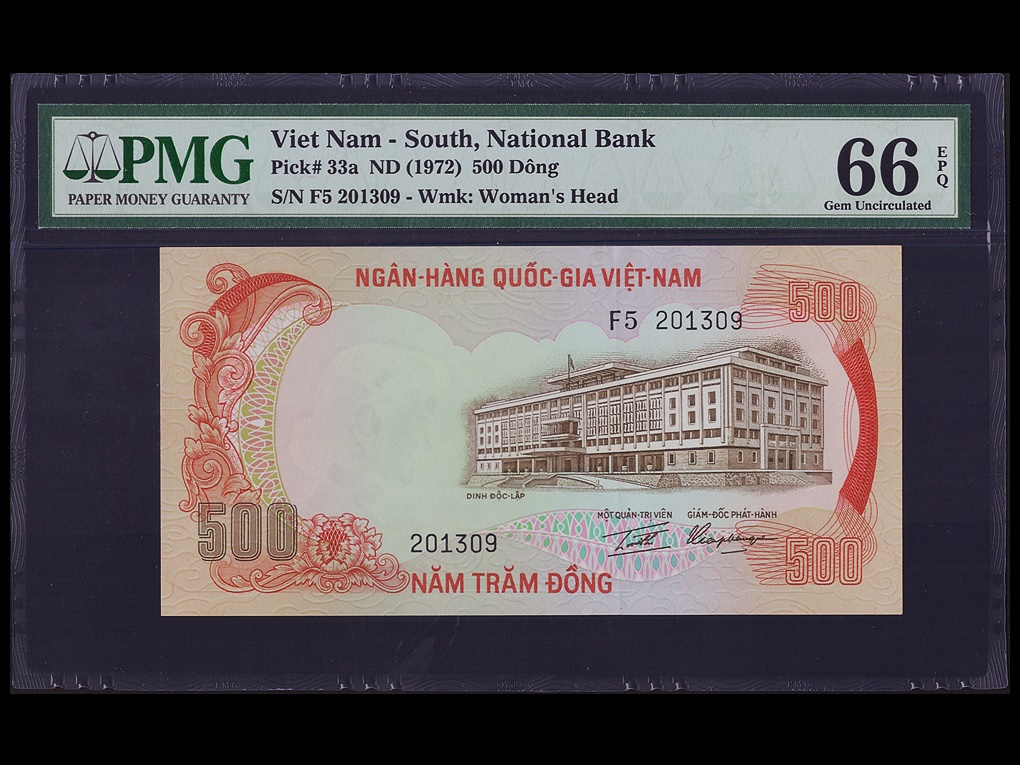 PMG
PAPER MONEY GUARANTY
Viet Nam - South, National Bank
Pick# 33a ND (1972) 500 Dông
S/N F5 201309 - Wmk: Woman's Head
66
EPQ
Gem Uncirculated
NGÂN-HÀNG QUỐC-GIA VIỆT-NAM
500
F5 201309
DINH ĐỘC-LẬP
MỘT QUẢN-TRỊ VIÊN GIÁM-ĐỐC PHÁT-HÀNH
500
201309
500
NĂM TRĂM ĐỒNG